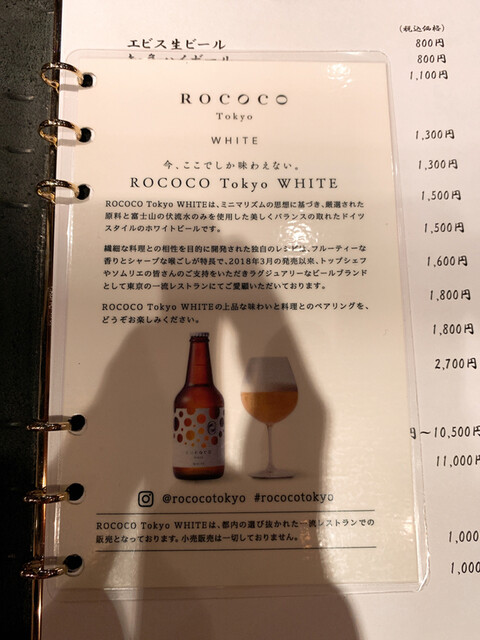 (税込価格)
エビス生ビール
800円
800円
1,100円
ROCOCO
Tokyo
WHITE
今、ここでしか味わえない。
ROCOCO Tokyo WHITE
ROCOCO Tokyo WHITEは、ミニマリズムの思想に基づき、厳選された
原料と富士山の伏流水のみを使用した美しくバランスの取れたドイツ
スタイルのホワイトビールです。
繊細な料理との相性を目的に開発された独自のレシピは、フルーティーな
香りとシャープな喉ごしが特長で、2018年3月の発売以来、トップシェフ
やソムリエの皆さんのご支持をいただきラグジュアリーなビールブランド
として東京の一流レストランにてご愛顧いただいております。
ROCOCO Tokyo WHITEの上品な味わいと料理とのペアリングを、
どうぞお楽しみください。
@rococotokyo #rococotokyo
ROCOCO Tokyo WHITEは、都内の選び抜かれた一流レストランでの
販売となっております。小売販売は一切しておりません。
1,300円
1,300円
1,500円
1,500円
1,600円
1,800円
1,800円
2,700円
円〜10,500円
11,000円
1,000
1,000